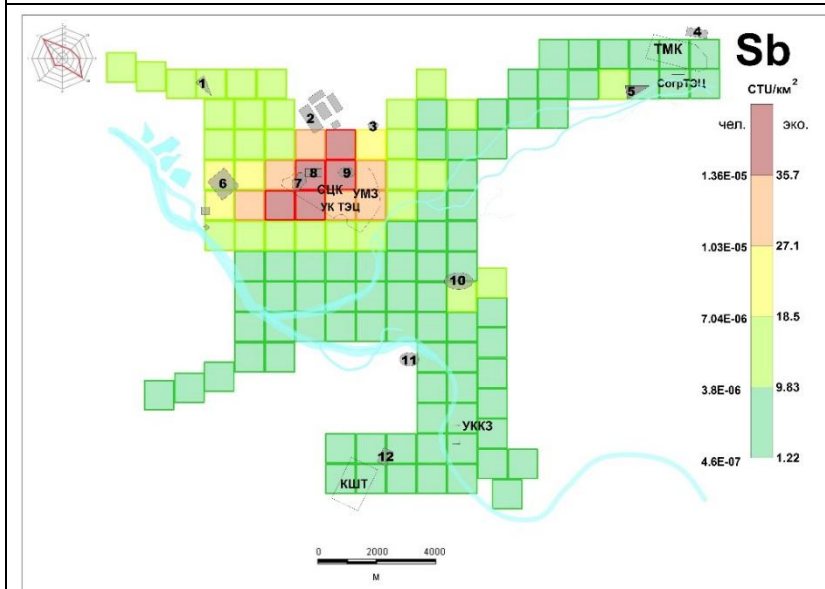 4
ТМК
Sb
СогрТЭЦ
CTU/км²
1
5
2
3
чел.
эко.
8
9
7
6
СЦК
УМЗ
1.36E-05
35.7
УК ТЭЦ
1.03E-05
27.1
10
7.04E-06
18.5
11
3.8E-06
9.83
УККЗ
12
4.6E-07
1.22
КШТ
0
2000
4000
м